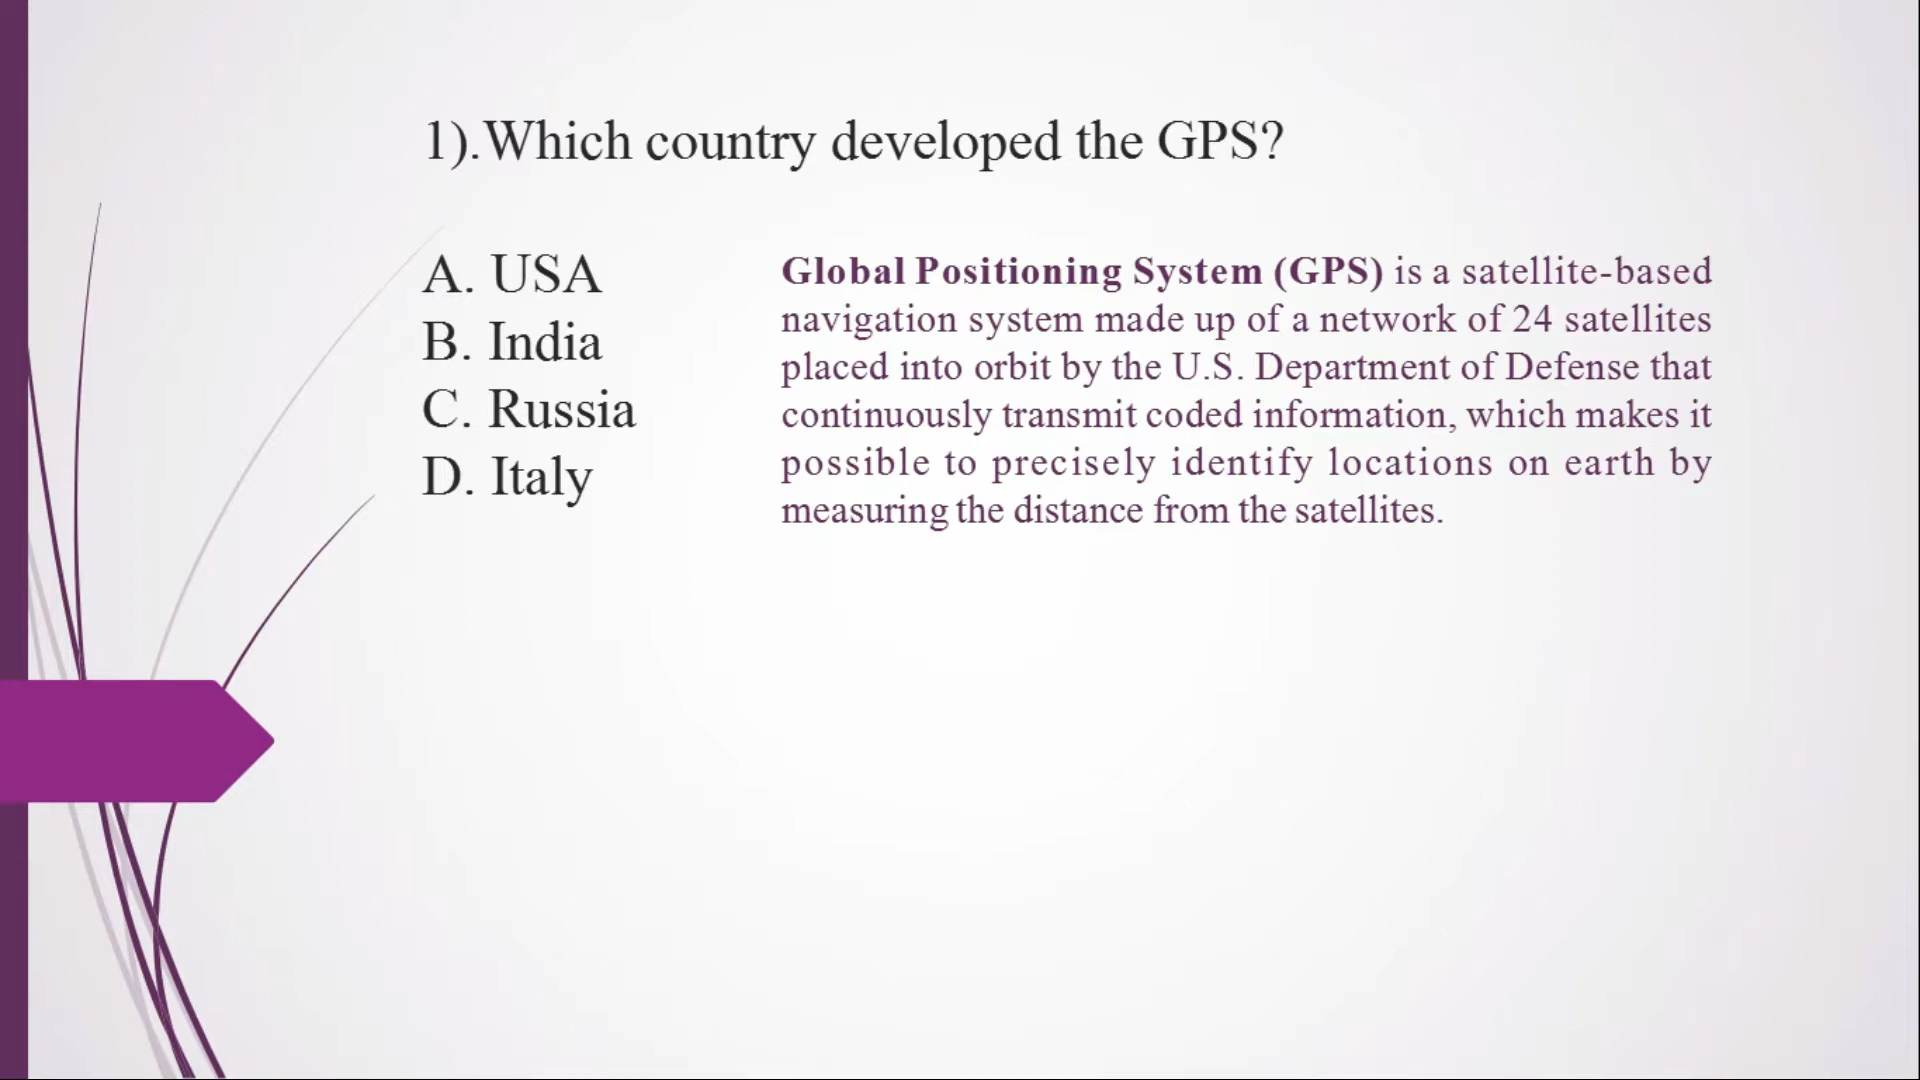 1).Which country developed the GPS?
A. USA
B. India
C. Russia
D. Italy
Global Positioning System (GPS) is a satellite-based
navigation system made up of a network of 24 satellites
placed into orbit by the U.S. Department of Defense that
continuously transmit coded information, which makes it
possible to precisely identify locations on earth by
measuring the distance from the satellites.